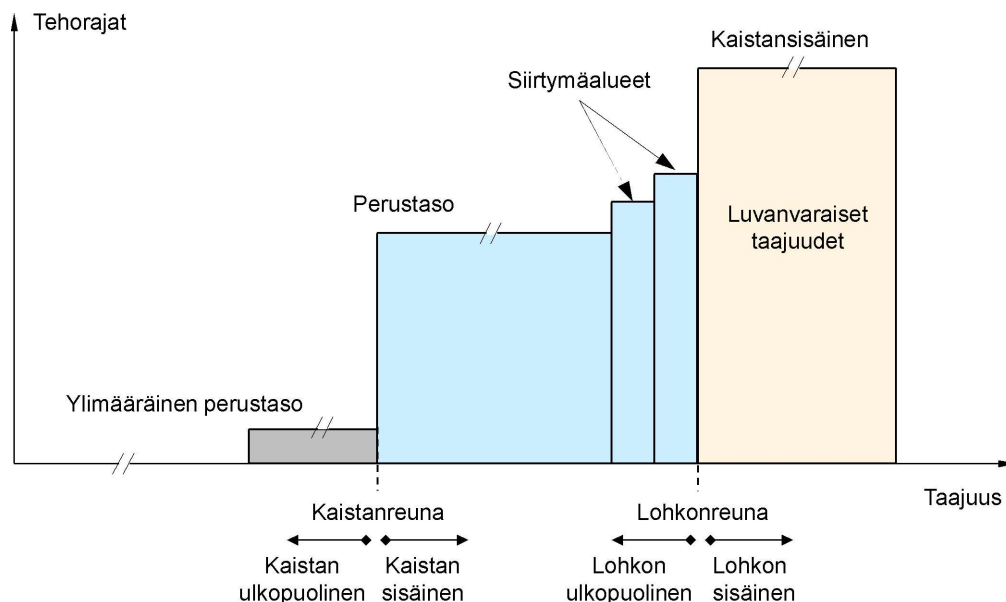 Tehorajat
Kaistansisäinen
Siirtymäalueet
Perustaso
Luvanvaraiset
taajuudet
Ylimääräinen perustaso
Taajuus
Kaistanreuna
Lohkonreuna
Kaistan
ulkopuolinen
Kaistan
sisäinen
Lohkon
ulkopuolinen
Lohkon
sisäinen